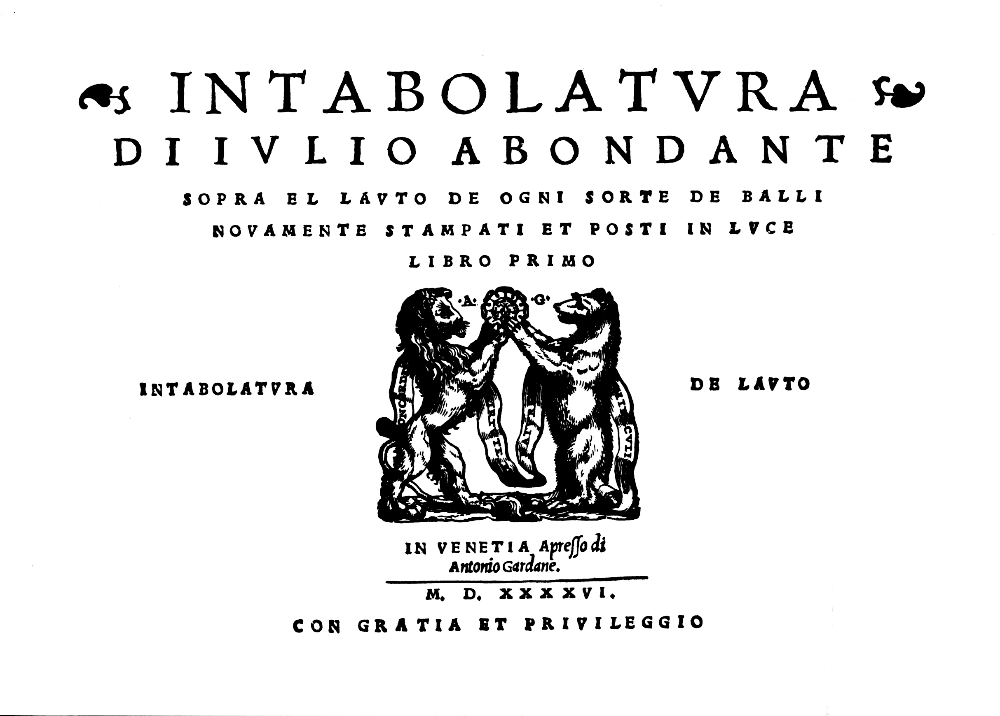 INTABOLATVRA
DI IVLIO ABONDANTE
SOPRA EL LAVTO DE OGNI SORTE DE BALLI
NOVAMENTE STAMPATI ET POSTI IN LVCE
LIBRO PRIMO
·A· ·G·
INTABOLATVRA DE LAVTO
IN VENETIA Apreſſo di
Antonio Gardane.
M. D. XXXXVI.
CON GRATIA ET PRIVILEGGIO